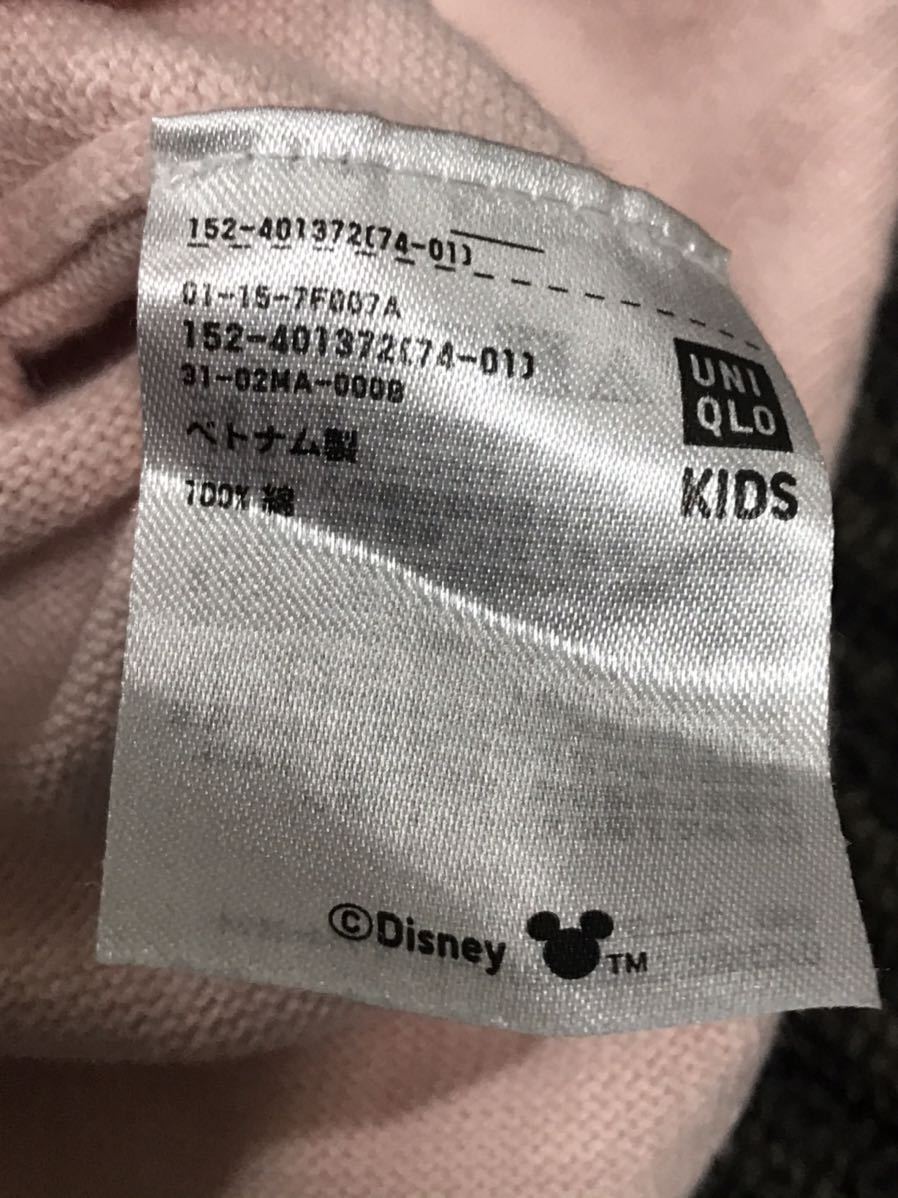 152-401372(74-01)
01-15-7F007A
152-401372(74-01)
31-02MA-000B
ベトナム製
100% 綿
UNI
QLO
KIDS
©Disney TM